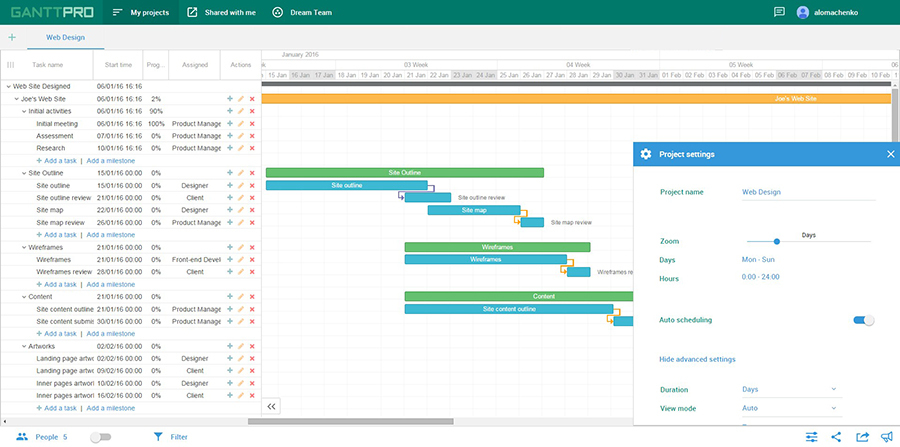 GANTTPRO My projects Shared with me Dream Team alomachenko
+ Web Design
January 2016
Task name Start time Prog... Assigned Actions
03 Week 04 Week 05 Week 06
15 Jan 16 Jan 17 Jan 18 Jan 19 Jan 20 Jan 21 Jan 22 Jan 23 Jan 24 Jan 25 Jan 26 Jan 27 Jan 28 Jan 29 Jan 30 Jan 31 Jan 01 Feb 02 Feb 03 Feb 04 Feb 05 Feb 06 Feb 07 Feb 08 Feb 09 Feb 10 Feb
Web Site Designed 06/01/16 16:16
Joe's Web Site 06/01/16 16:16 2% Joe's Web Site
Initial activities 06/01/16 16:16 90%
Initial meeting 06/01/16 16:16 100% Product Manage
Assessment 07/01/16 16:16 0% Product Manage
Research 10/01/16 16:16 0% Product Manage
+ Add a task | Add a milestone
Site Outline 15/01/16 00:00 0% Site Outline
Site outline 15/01/16 00:00 0% Designer Site outline
Site outline review 21/01/16 00:00 0% Client Site outline review
Site map 22/01/16 00:00 0% Designer Site map
Site map review 26/01/16 00:00 0% Product Manage Site map review
+ Add a task | Add a milestone
Wireframes 21/01/16 00:00 0% Wireframes
Wireframes 21/01/16 00:00 0% Front-end Devel Wireframes
Wireframes review 28/01/16 00:00 0% Client Wireframes re
+ Add a task | Add a milestone
Content 21/01/16 00:00 0% Content
Site content outline 21/01/16 00:00 0% Product Manage Site content outline
Site content submis 30/01/16 00:00 0% Product Manage
+ Add a task | Add a milestone
Artworks 02/02/16 00:00 0%
Landing page artwo 02/02/16 00:00 0% Designer
Landing page artwo 09/02/16 00:00 0% Client
Inner pages artwork 10/02/16 00:00 0% Designer
Inner pages artwork 16/02/16 00:00 0% Client
+ Add a task | Add a milestone
Project settings
Project name Web Design
Days
Zoom
Days Mon - Sun
Hours 0:00 - 24:00
Auto scheduling
Hide advanced settings
Duration Days
View mode Auto
People 5 Filter